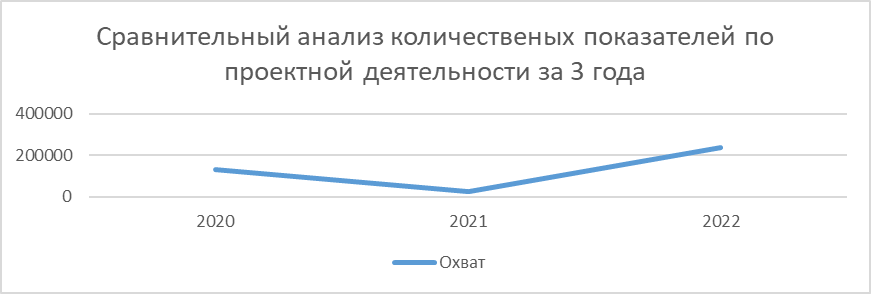 Сравнительный анализ количественых показателей по
проектной деятельности за 3 года
400000
200000
0
2020 2021 2022
Охват